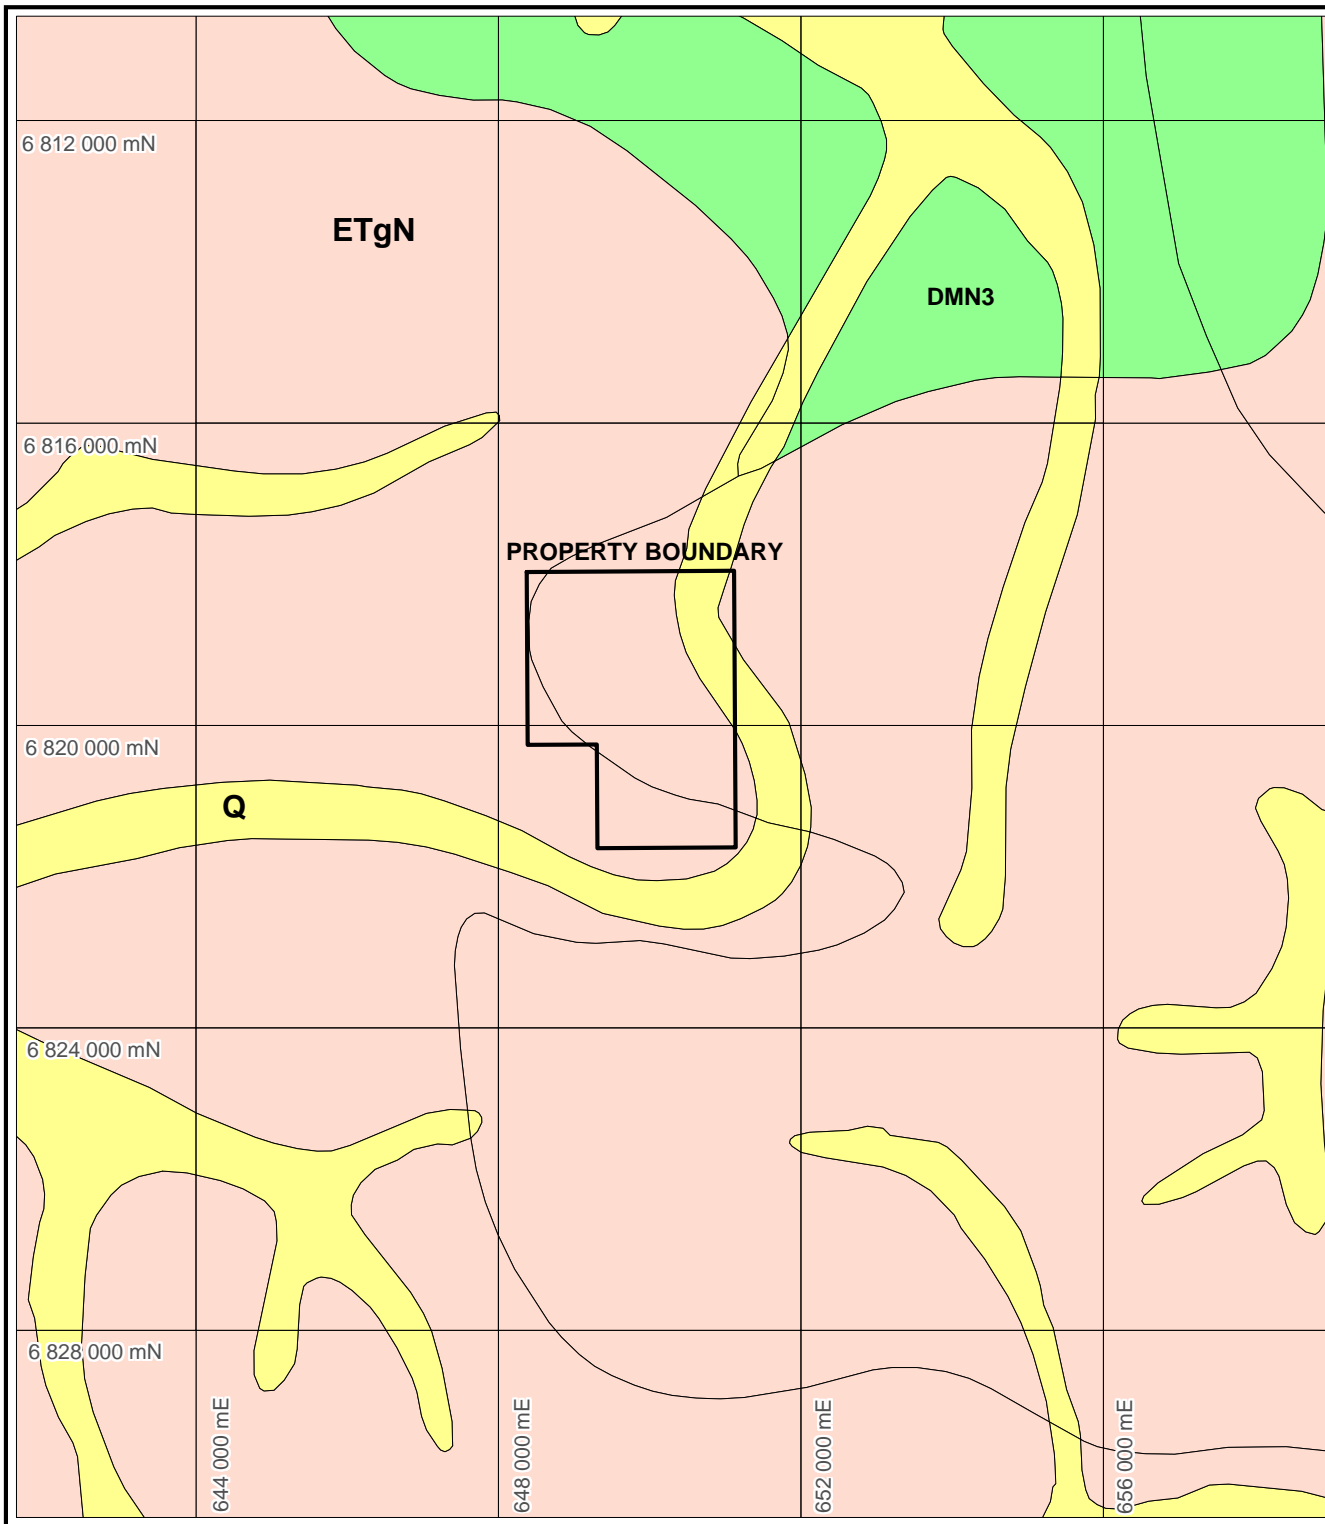 6 812 000 mN
ETgN
DMN3
6 816 000 mN
PROPERTY BOUNDARY
6 820 000 mN
Q
6 824 000 mN
6 828 000 mN
644 000 mE
648 000 mE
652 000 mE
656 000 mE